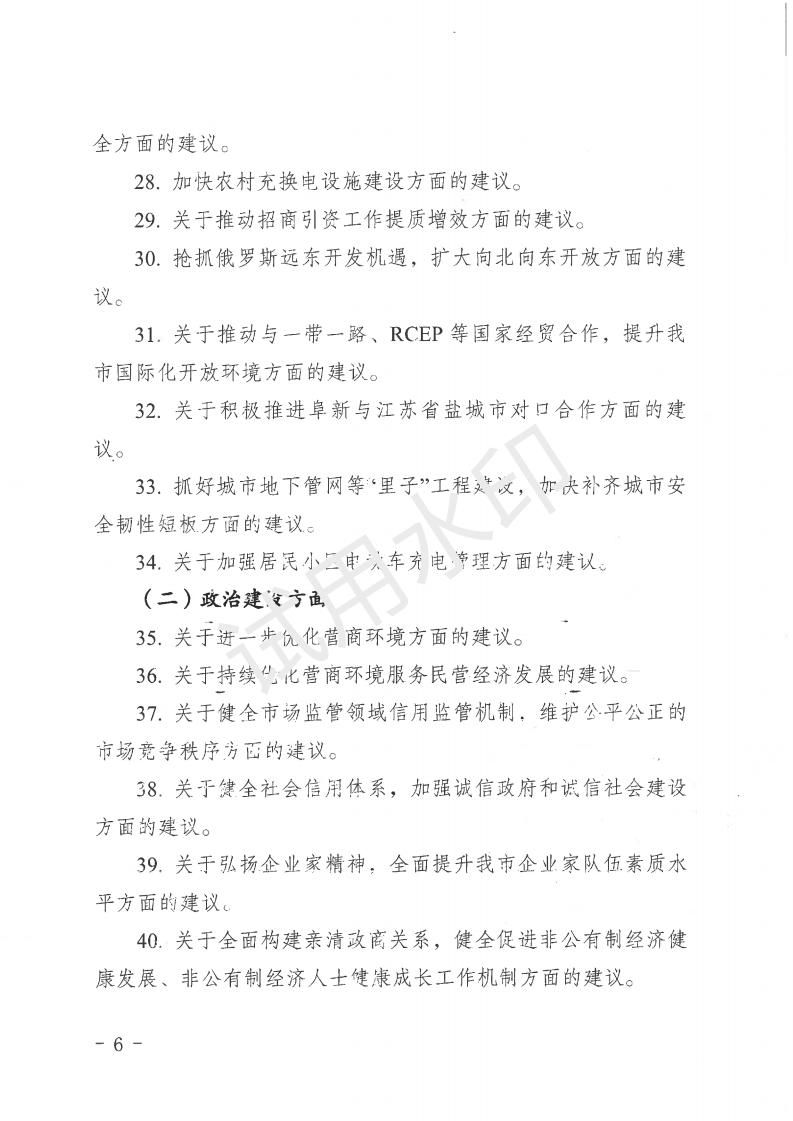 全方面的建议。
28. 加快农村充换电设施建设方面的建议。
29. 关于推动招商引资工作提质增效方面的建议。
30. 抢抓俄罗斯远东开发机遇，扩大向北向东开放方面的建
议。
31. 关于推动与一带一路、RCEP 等国家经贸合作，提升我
市国际化开放环境方面的建议。
32. 关于积极推进阜新与江苏省盐城市对口合作方面的建
议。
33. 抓好城市地下管网等“里子”工程建设，加快补齐城市安
全韧性短板方面的建议。
34. 关于加强居民小区电动车充电管理方面的建议。
（二）政治建设方面
35. 关于进一步优化营商环境方面的建议。
36. 关于持续优化营商环境服务民营经济发展的建议。
37. 关于健全市场监管领域信用监管机制，维护公平公正的
市场竞争秩序方面的建议。
38. 关于健全社会信用体系，加强诚信政府和诚信社会建设
方面的建议。
39. 关于弘扬企业家精神，全面提升我市企业家队伍素质水
平方面的建议。
40. 关于全面构建亲清政商关系，健全促进非公有制经济健
康发展、非公有制经济人士健康成长工作机制方面的建议。
- 6 -
试用水印